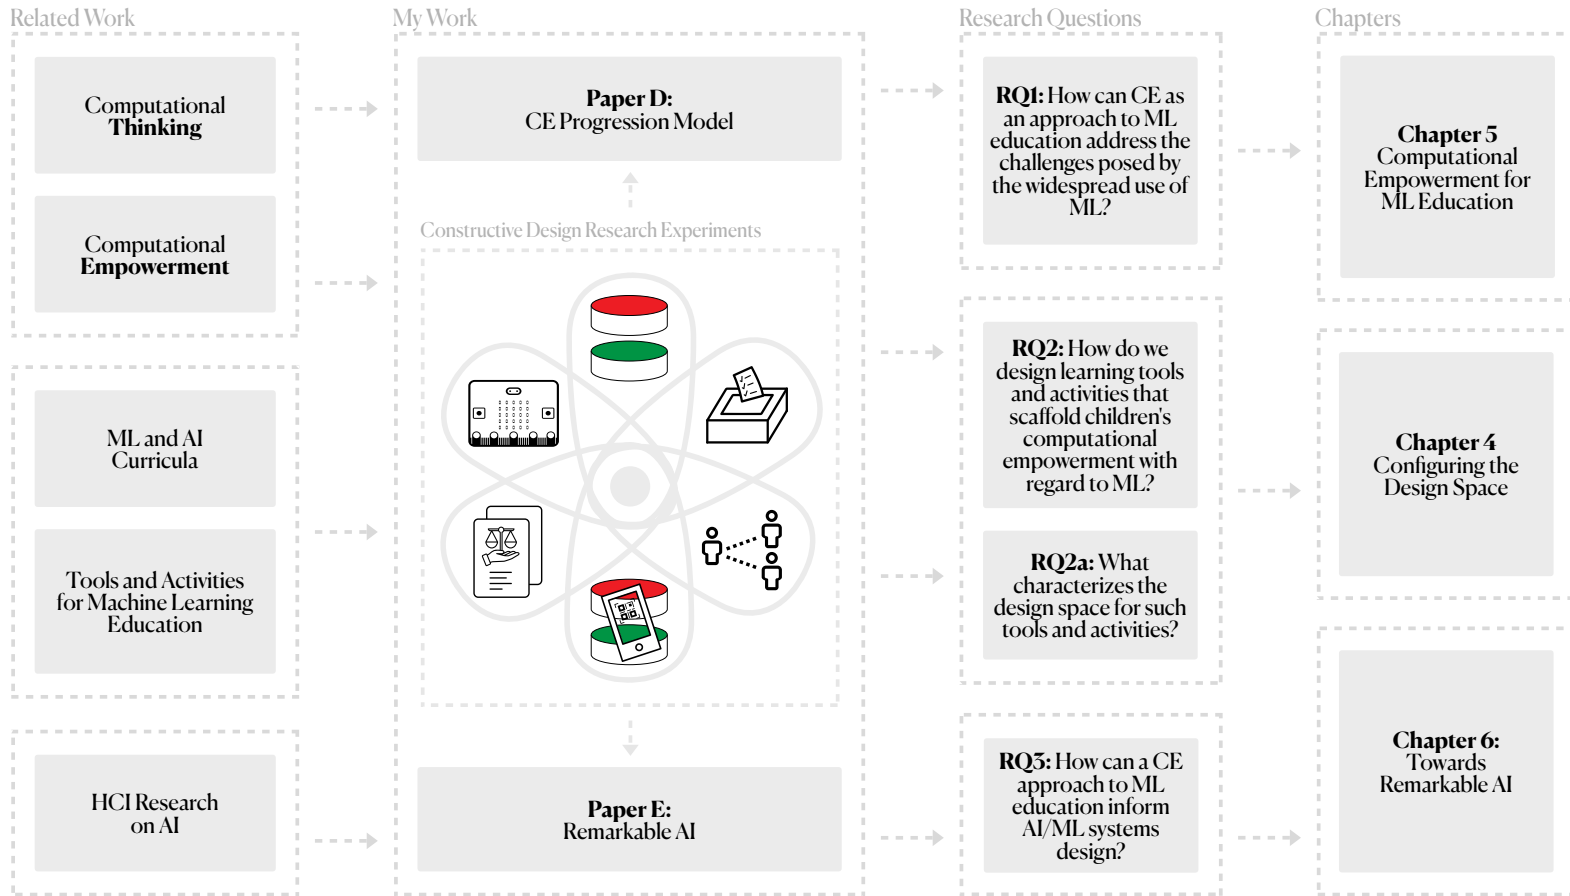 Related Work
Computational
Thinking
Computational
Empowerment
ML and AI
Curricula
Tools and Activities
for Machine Learning
Education
HCI Research
on AI
My Work
Paper D:
CE Progression Model
Constructive Design Research Experiments
Paper E:
Remarkable AI
Research Questions
RQ1: How can CE as
an approach to ML
education address the
challenges posed by
the widespread use of
ML?
RQ2: How do we
design learning tools
and activities that
scaffold children's
computational
empowerment with
regard to ML?
RQ2a: What
characterizes the
design space for such
tools and activities?
RQ3: How can a CE
approach to ML
education inform
AI/ML systems
design?
Chapters
Chapter 5
Computational
Empowerment for
ML Education
Chapter 4
Configuring the
Design Space
Chapter 6:
Towards
Remarkable AI